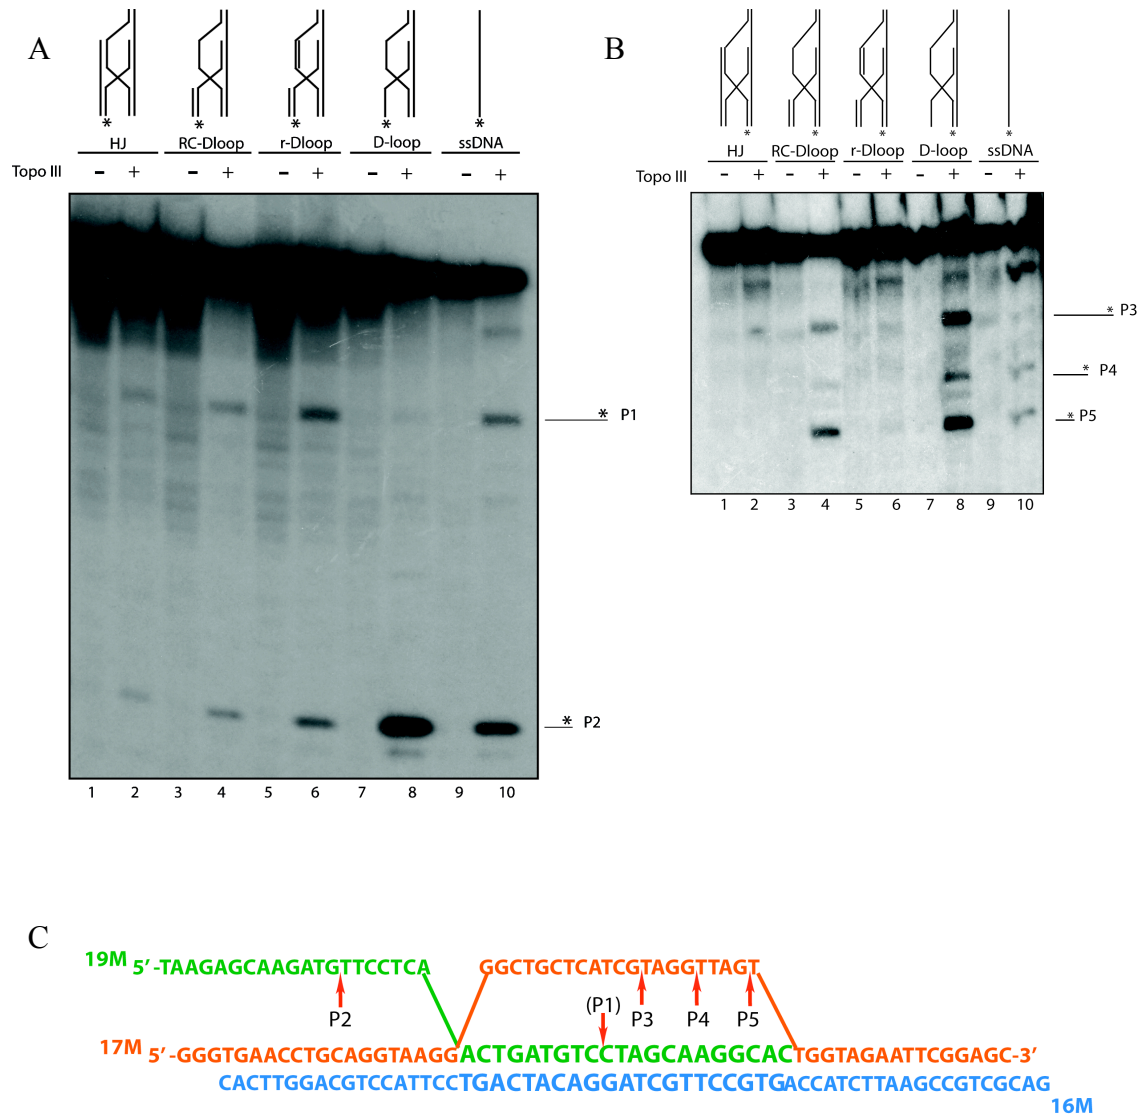 A
* * * * *
HJ RC-Dloop r-Dloop D-loop ssDNA
Topo III - + - + - + - + - +
* P1
* P2
1 2 3 4 5 6 7 8 9 10
B
* * * * *
HJ RC-Dloop r-Dloop D-loop ssDNA
Topo III - + - + - + - + - +
* P3
* P4
* P5
1 2 3 4 5 6 7 8 9 10
C
19M 5′-TAAGAGCAAGATGTTCCTCA GGCTGCTCATCGTAGGTTAGT
P2 (P1) P3 P4 P5
17M 5′-GGGTGAACCTGCAGGTAAGGACTGATGTCCTAGCAAGGCACTGGTAGAATTCGGAGC-3′
CACTTGGACGTCCATTCCTGACTACAGGATCGTTCCGTGACCATCTTAAGCCGTCGCAG
16M